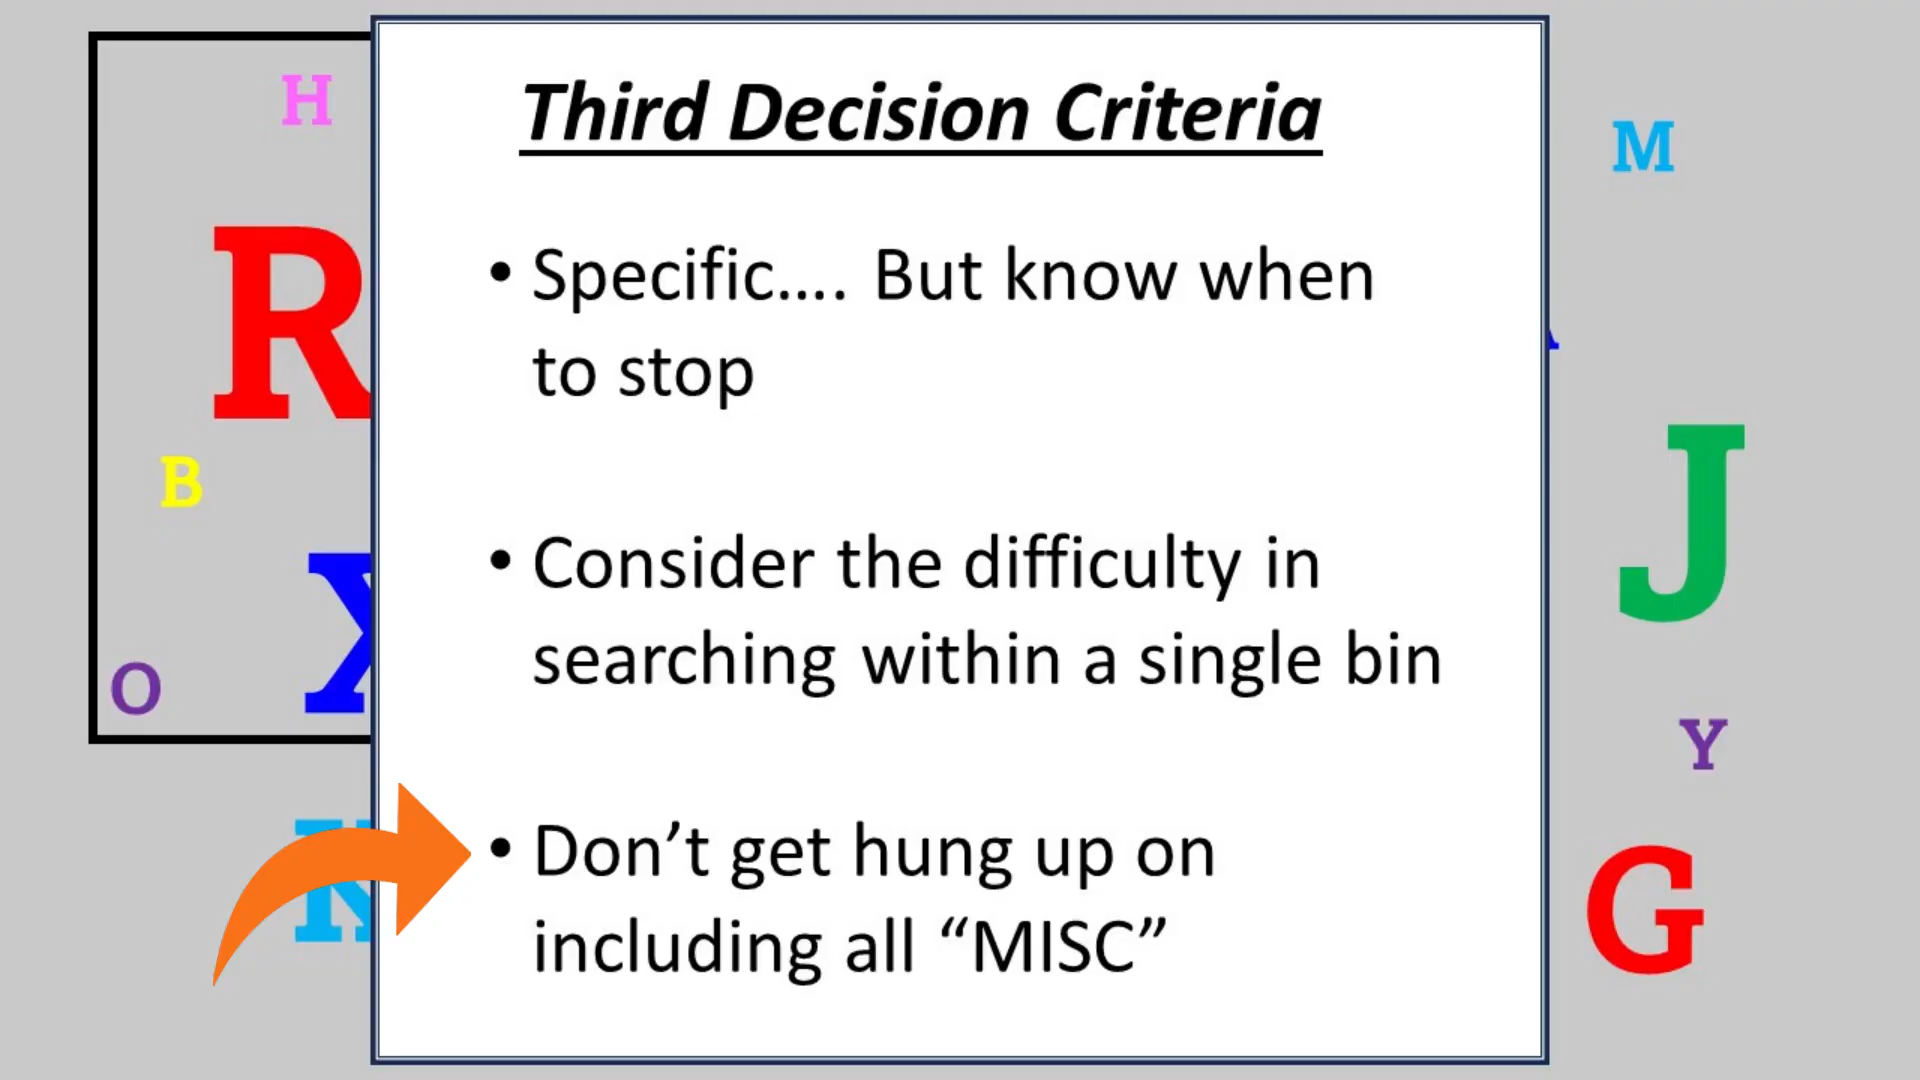 Third Decision Criteria
• Specific…. But know when
to stop
• Consider the difficulty in
searching within a single bin
• Don’t get hung up on
including all “MISC”
H
R
B
X
O
M
J
Y
G